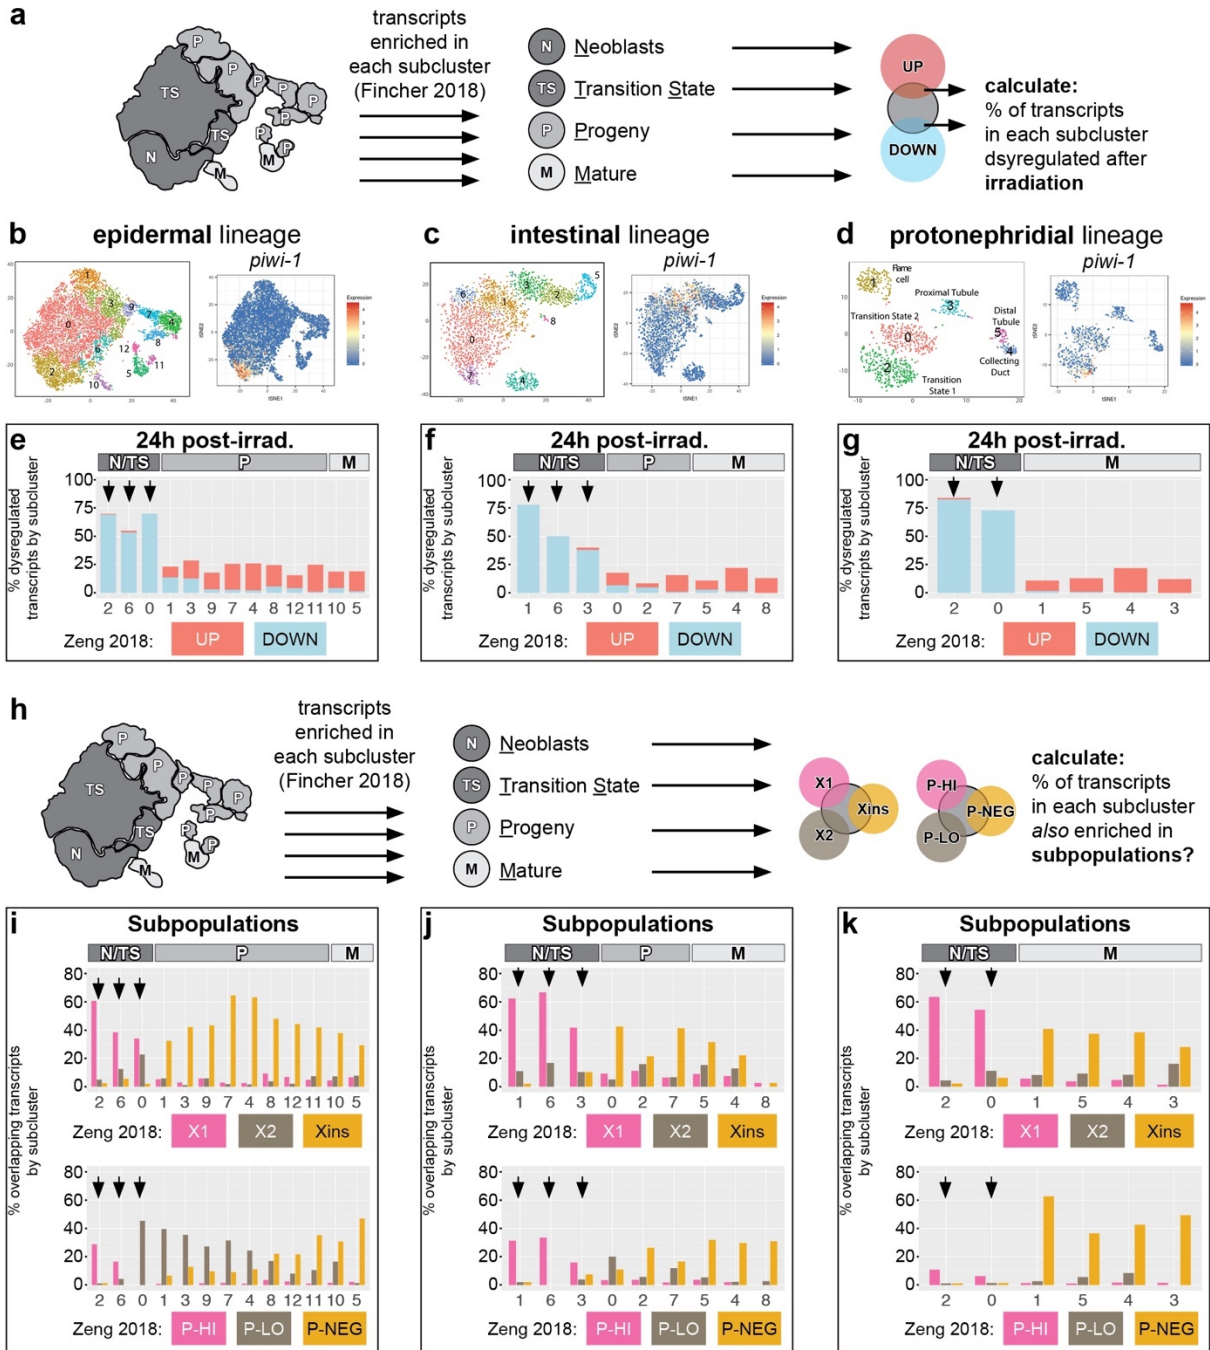 a
transcripts
enriched in
each subcluster
(Fincher 2018)
N Neoblasts
TS Transition State
P Progeny
M Mature
UP
DOWN
calculate:
% of transcripts
in each subcluster
dsyregulated after
irradiation
P
P
P
P
P
TS
TS
P
P
N
M
M
b epidermal lineage
piwi-1
c intestinal lineage
piwi-1
d protonephridial lineage
piwi-1
Flame
cell
Proximal Tubule
Transition State 2
Distal
Tubule
Collecting
Duct
Transition
State 1
Expression
tSNE1
tSNE2
e 24h post-irrad.
N/TS P M
% dysregulated
transcripts by subcluster
100
75
50
25
0
2 6 0 1 3 9 7 4 8 12 11 10 5
Zeng 2018: UP DOWN
f 24h post-irrad.
N/TS P M
100
75
50
25
0
1 6 3 0 2 7 5 4 8
Zeng 2018: UP DOWN
g 24h post-irrad.
N/TS M
100
75
50
25
0
2 0 1 5 4 3
Zeng 2018: UP DOWN
h
transcripts
enriched in
each subcluster
(Fincher 2018)
N Neoblasts
TS Transition State
P Progeny
M Mature
X1
Xins
X2
P-HI
P-NEG
P-LO
calculate:
% of transcripts
in each subcluster
also enriched in
subpopulations?
P
P
P
P
P
TS
TS
P
P
N
M
M
i Subpopulations
N/TS P M
% overlapping transcripts
by subcluster
80
60
40
20
0
2 6 0 1 3 9 7 4 8 12 11 10 5
Zeng 2018: X1 X2 Xins
% overlapping transcripts
by subcluster
80
60
40
20
0
2 6 0 1 3 9 7 4 8 12 11 10 5
Zeng 2018: P-HI P-LO P-NEG
j Subpopulations
N/TS P M
% overlapping transcripts
by subcluster
80
60
40
20
0
1 6 3 0 2 7 5 4 8
Zeng 2018: X1 X2 Xins
80
60
40
20
0
1 6 3 0 2 7 5 4 8
Zeng 2018: P-HI P-LO P-NEG
k Subpopulations
N/TS M
% overlapping transcripts
by subcluster
80
60
40
20
0
2 0 1 5 4 3
Zeng 2018: X1 X2 Xins
80
60
40
20
0
2 0 1 5 4 3
Zeng 2018: P-HI P-LO P-NEG